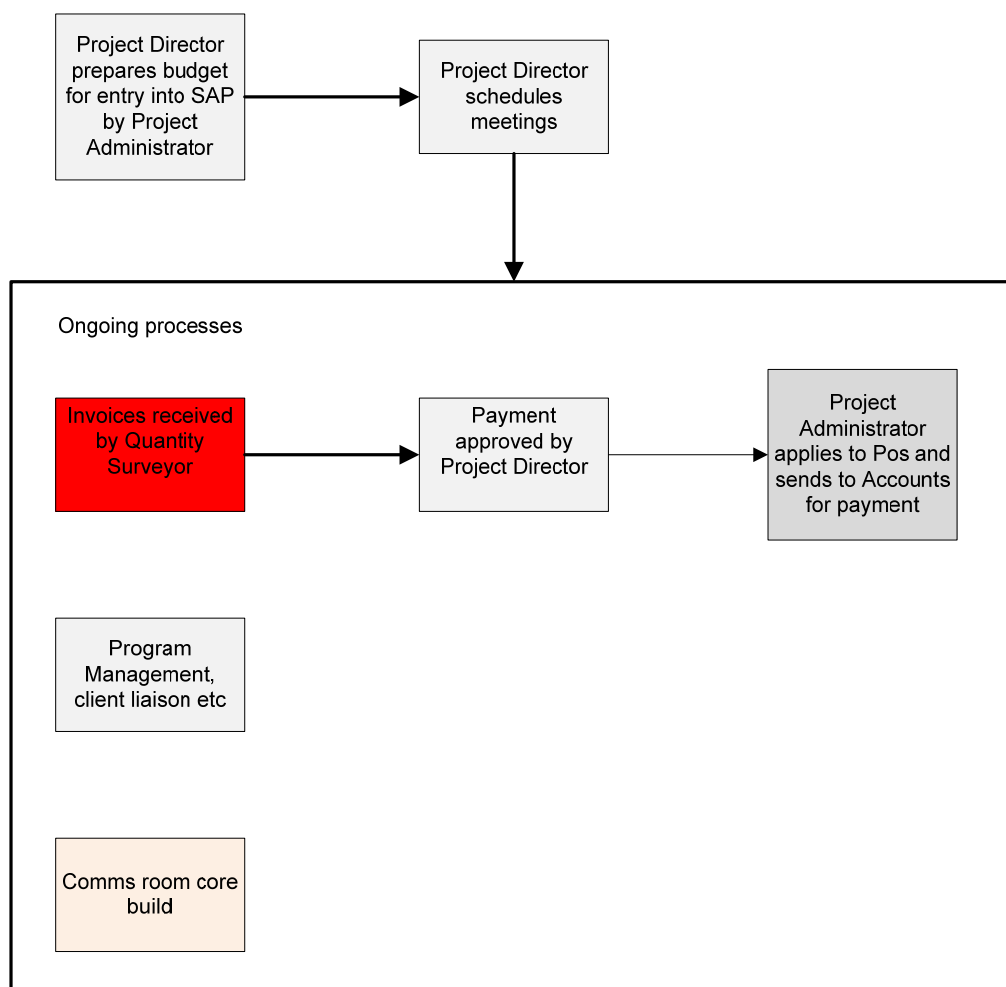 Project Director
prepares budget
for entry into SAP
by Project
Administrator
Project Director
schedules
meetings
Ongoing processes
Invoices received
by Quantity
Surveyor
Payment
approved by
Project Director
Project
Administrator
applies to Pos and
sends to Accounts
for payment
Program
Management,
client liaison etc
Comms room core
build